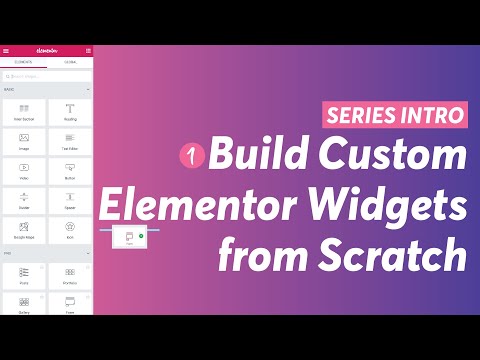 elementor
ELEMENTS
GLOBAL
BASIC
Inner Section
Heading
Image
Text Editor
Video
Button
Divider
Spacer
Google Maps
Icon
PRO
Posts
Portfolio
Gallery
Form
SERIES INTRO
1 Build Custom
Elementor Widgets
from Scratch